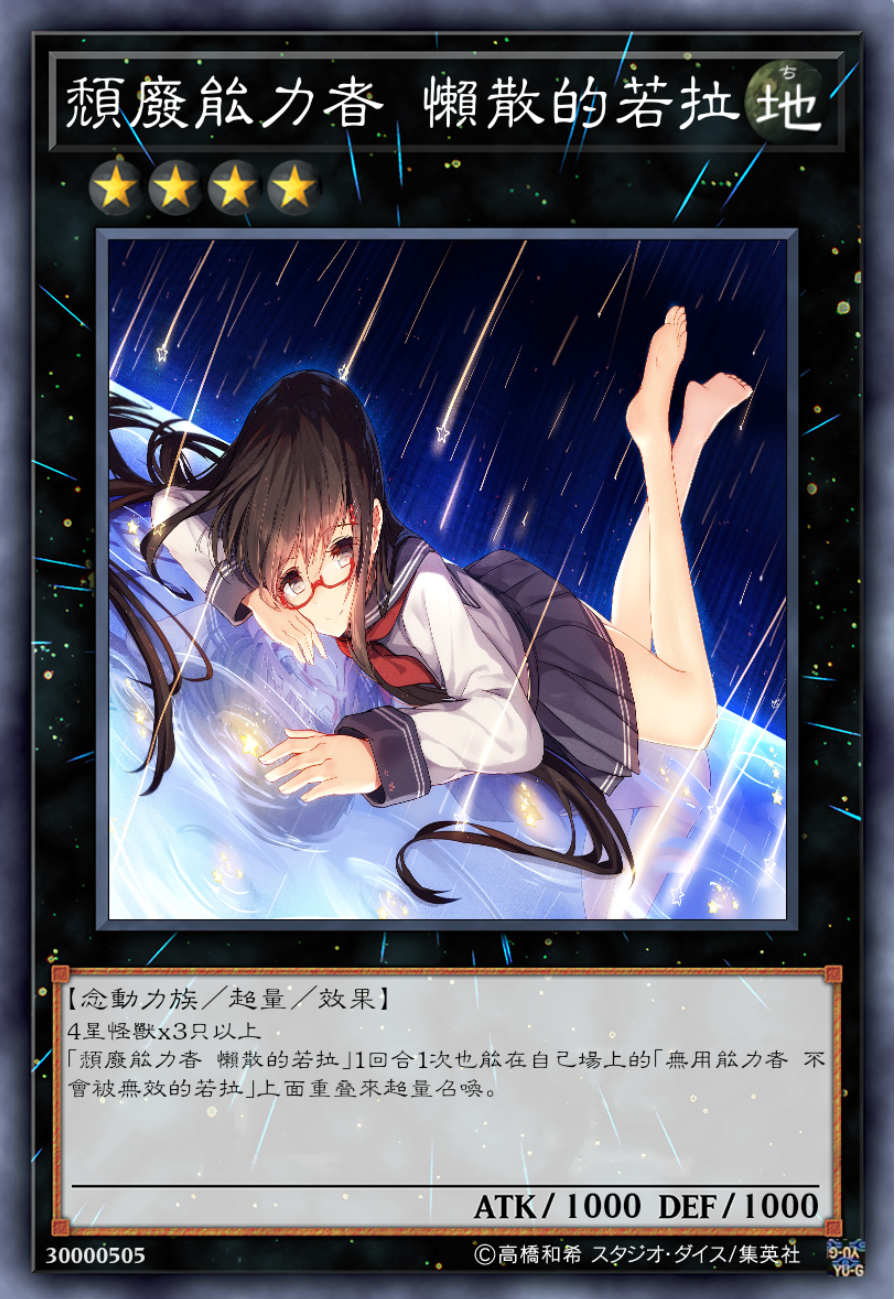 頹廢能力者 懶散的若拉
ち
地
【念動力族／超量／效果】
4星怪獸x3只以上
「頹廢能力者 懶散的若拉」1回合1次也能在自己場上的「無用能力者 不
會被無效的若拉」上面重叠來超量召喚。
ATK/ 1000 DEF/1000
30000505
©高橋和希 スタジオ・ダイス/集英社
YU-G
YU-G